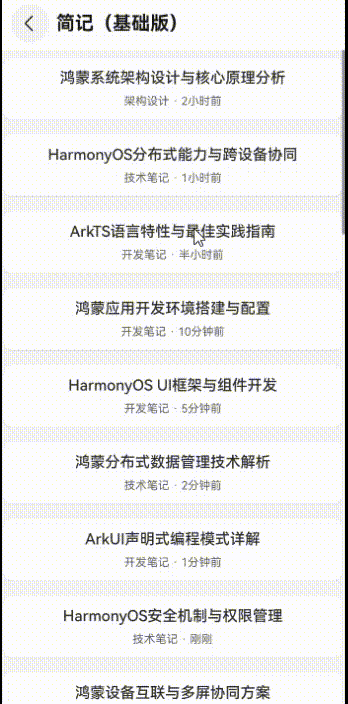 简记（基础版）
鸿蒙系统架构设计与核心原理分析
架构设计 · 2小时前
HarmonyOS分布式能力与跨设备协同
技术笔记 · 1小时前
ArkTS语言特性与最佳实践指南
开发笔记 · 半小时前
鸿蒙应用开发环境搭建与配置
开发笔记 · 10分钟前
HarmonyOS UI框架与组件开发
开发笔记 · 5分钟前
鸿蒙分布式数据管理技术解析
技术笔记 · 2分钟前
ArkUI声明式编程模式详解
开发笔记 · 1分钟前
HarmonyOS安全机制与权限管理
技术笔记 · 刚刚
鸿蒙设备互联与多屏协同方案